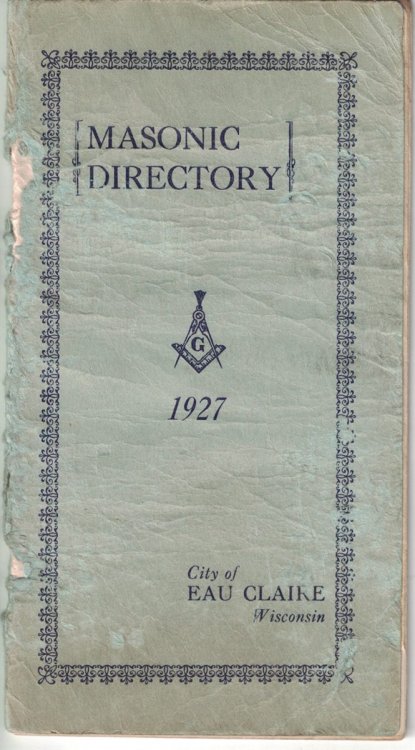 MASONIC
DIRECTORY
G
1927
City of
EAU CLAIRE
Wisconsin